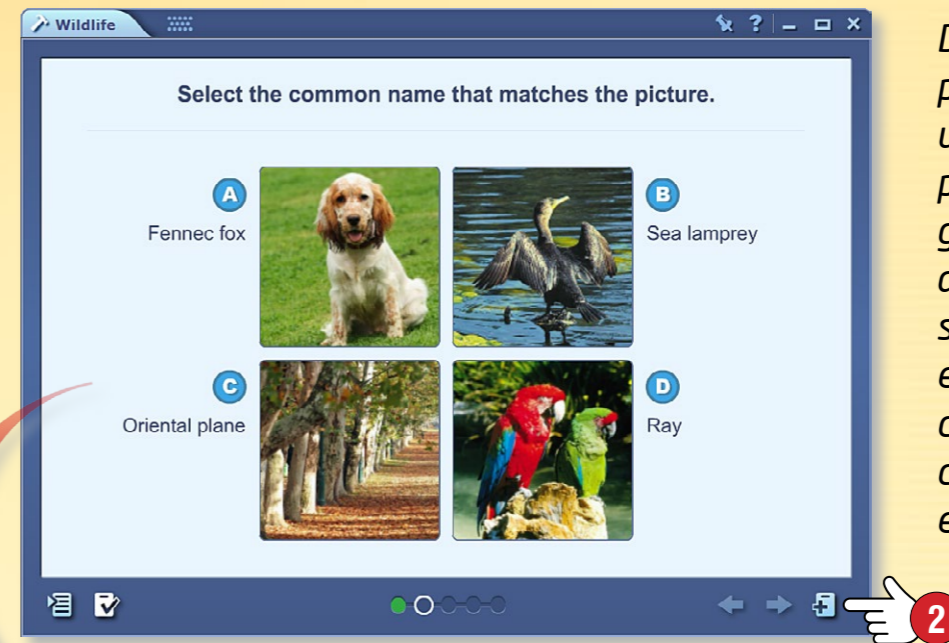 Wildlife
?
Select the common name that matches the picture.
A
Fennec fox
B
Sea lamprey
C
Oriental plane
D
Ray
2